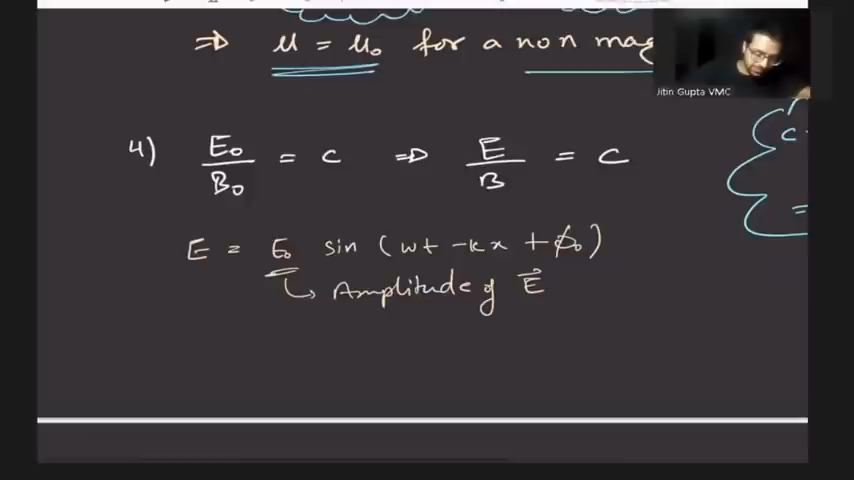 ⇒ μ = μ₀ for a non mag
Jitin Gupta VMC
c
4) E₀/B₀ = c ⇒ E/B = c
=
E = E₀ sin (ωt - kx + ϕ₀)
↳ Amplitude of E⃗